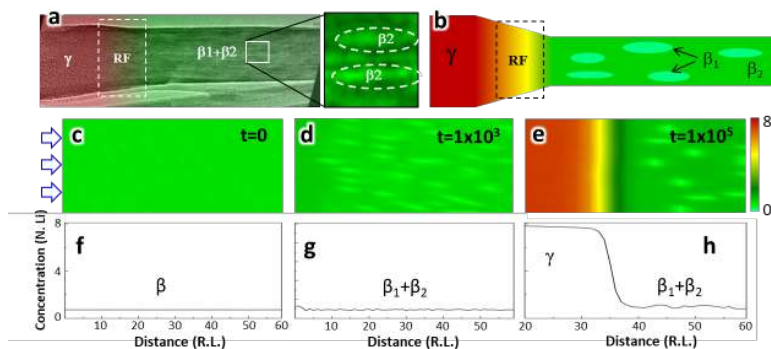 a
γ
RF
β1+β2
β2
β2
b
RF
β₁
β₂
c
t=0
d
t=1x10³
e
t=1x10⁵
8
0
Concentration (N. Li)
8
4
0
f
β
10 20 30 40 50 60
Distance (R.L.)
g
β₁+β₂
10 20 30 40 50
Distance (R.L.)
h
γ
β₁+β₂
20 30 40 50 60
Distance (R.L.)